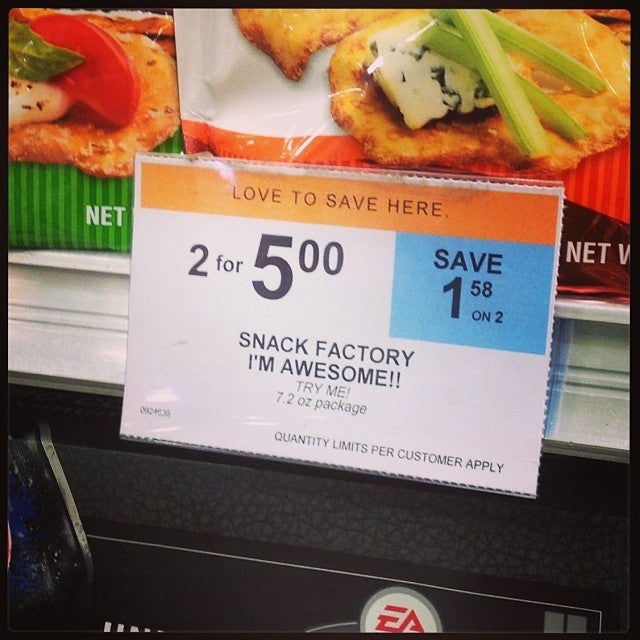 LOVE TO SAVE HERE.
NET
2 for 5.00
SAVE
1.58
ON 2
NET
SNACK FACTORY
I'M AWESOME!!
TRY ME!
7.2 oz package
QUANTITY LIMITS PER CUSTOMER APPLY
EA